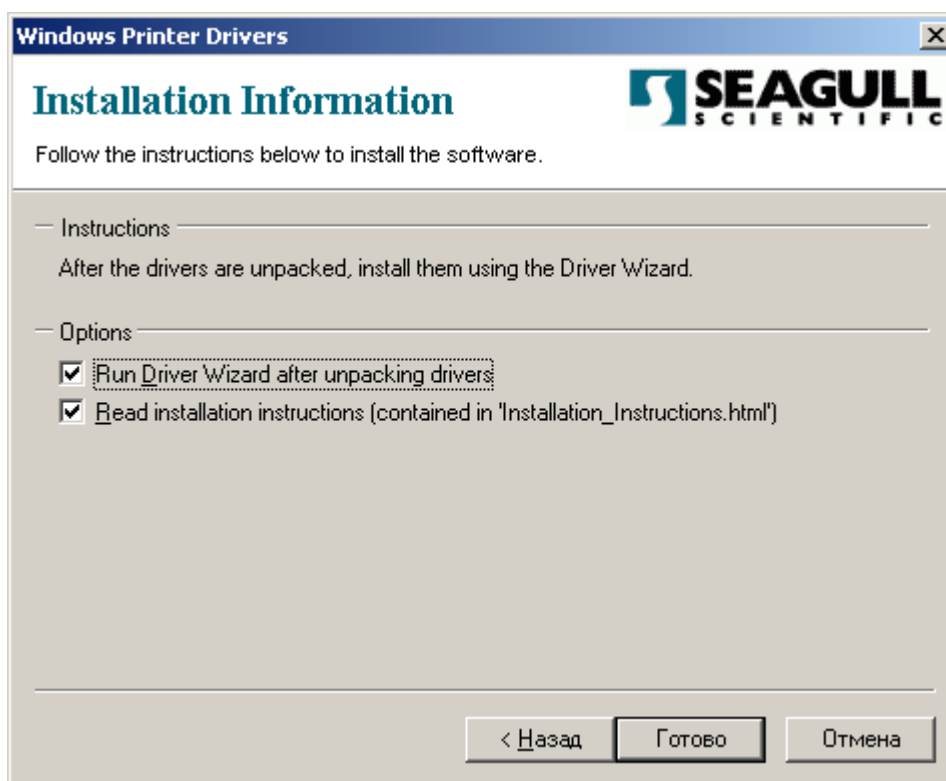 Windows Printer Drivers
Installation Information
SEAGULL
SCIENTIFIC
Follow the instructions below to install the software.
Instructions
After the drivers are unpacked, install them using the Driver Wizard.
Options
Run Driver Wizard after unpacking drivers
Read installation instructions (contained in 'Installation_Instructions.html')
< Назад
Готово
Отмена